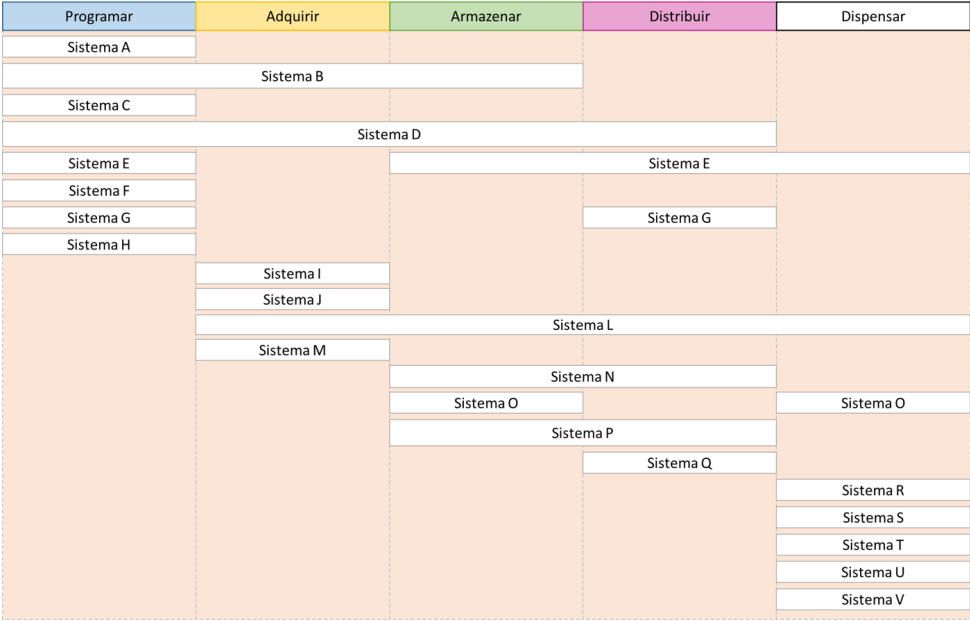 Programar Adquirir Armazenar Distribuir Dispensar
Sistema A
Sistema B
Sistema C
Sistema D
Sistema E Sistema E
Sistema F
Sistema G Sistema G
Sistema H
Sistema I
Sistema J
Sistema L
Sistema M
Sistema N
Sistema O Sistema O
Sistema P
Sistema Q
Sistema R
Sistema S
Sistema T
Sistema U
Sistema V